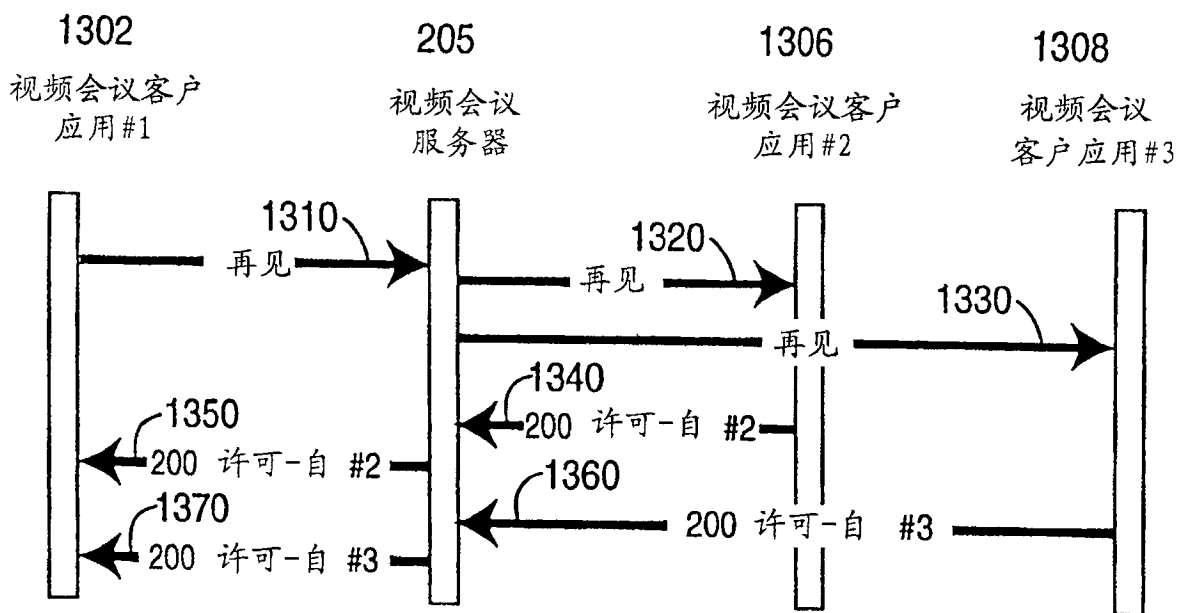 1302
视频会议客户
应用#1
205
视频会议
服务器
1306
视频会议客户
应用#2
1308
视频会议
客户应用#3
1310
再见
1320
再见
1330
再见
1340
200 许可-自 #2
1350
200 许可-自 #2
1360
200 许可-自 #3
1370
200 许可-自 #3